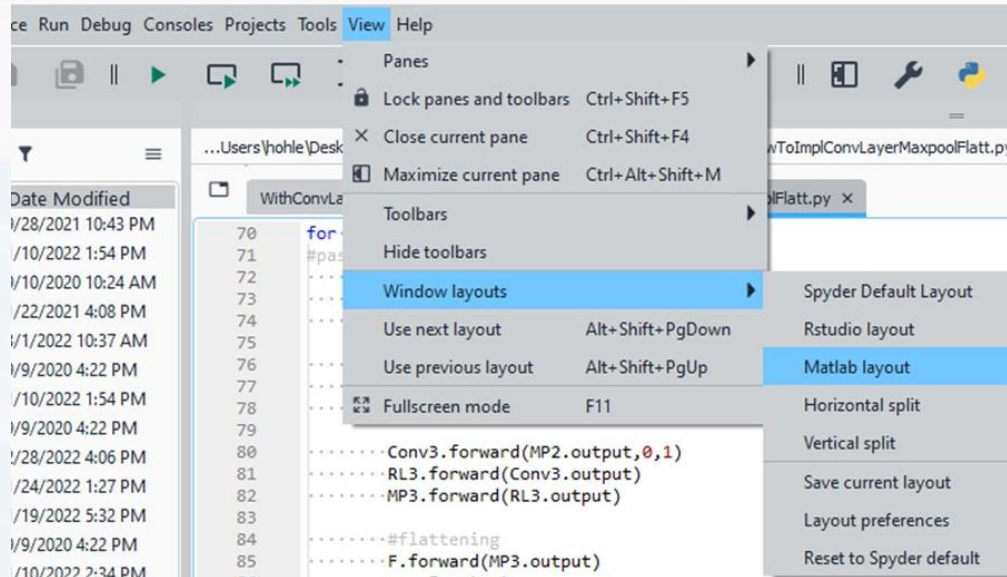 ce Run Debug Consoles Projects Tools View Help
Panes
Lock panes and toolbars Ctrl+Shift+F5
Close current pane Ctrl+Shift+F4
Maximize current pane Ctrl+Alt+Shift+M
Toolbars
Hide toolbars
Window layouts
Use next layout Alt+Shift+PgDown
Use previous layout Alt+Shift+PgUp
Fullscreen mode F11
Spyder Default Layout
Rstudio layout
Matlab layout
Horizontal split
Vertical split
Save current layout
Layout preferences
Reset to Spyder default
...Users\hohle\Desk
wToImplConvLayerMaxpoolFlatt.py
WithConvLa
olFlatt.py
Date Modified
/28/2021 10:43 PM
/10/2022 1:54 PM
/10/2020 10:24 AM
/22/2021 4:08 PM
/1/2022 10:37 AM
/9/2020 4:22 PM
/10/2022 1:54 PM
/9/2020 4:22 PM
/28/2022 4:06 PM
/24/2022 1:27 PM
/19/2022 5:32 PM
/9/2020 4:22 PM
/10/2022 2:34 PM
70 for
71 #pas
72
73
74
75
76
77
78
79
80 Conv3.forward(MP2.output,0,1)
81 RL3.forward(Conv3.output)
82 MP3.forward(RL3.output)
83
84 #flattening
85 F.forward(MP3.output)